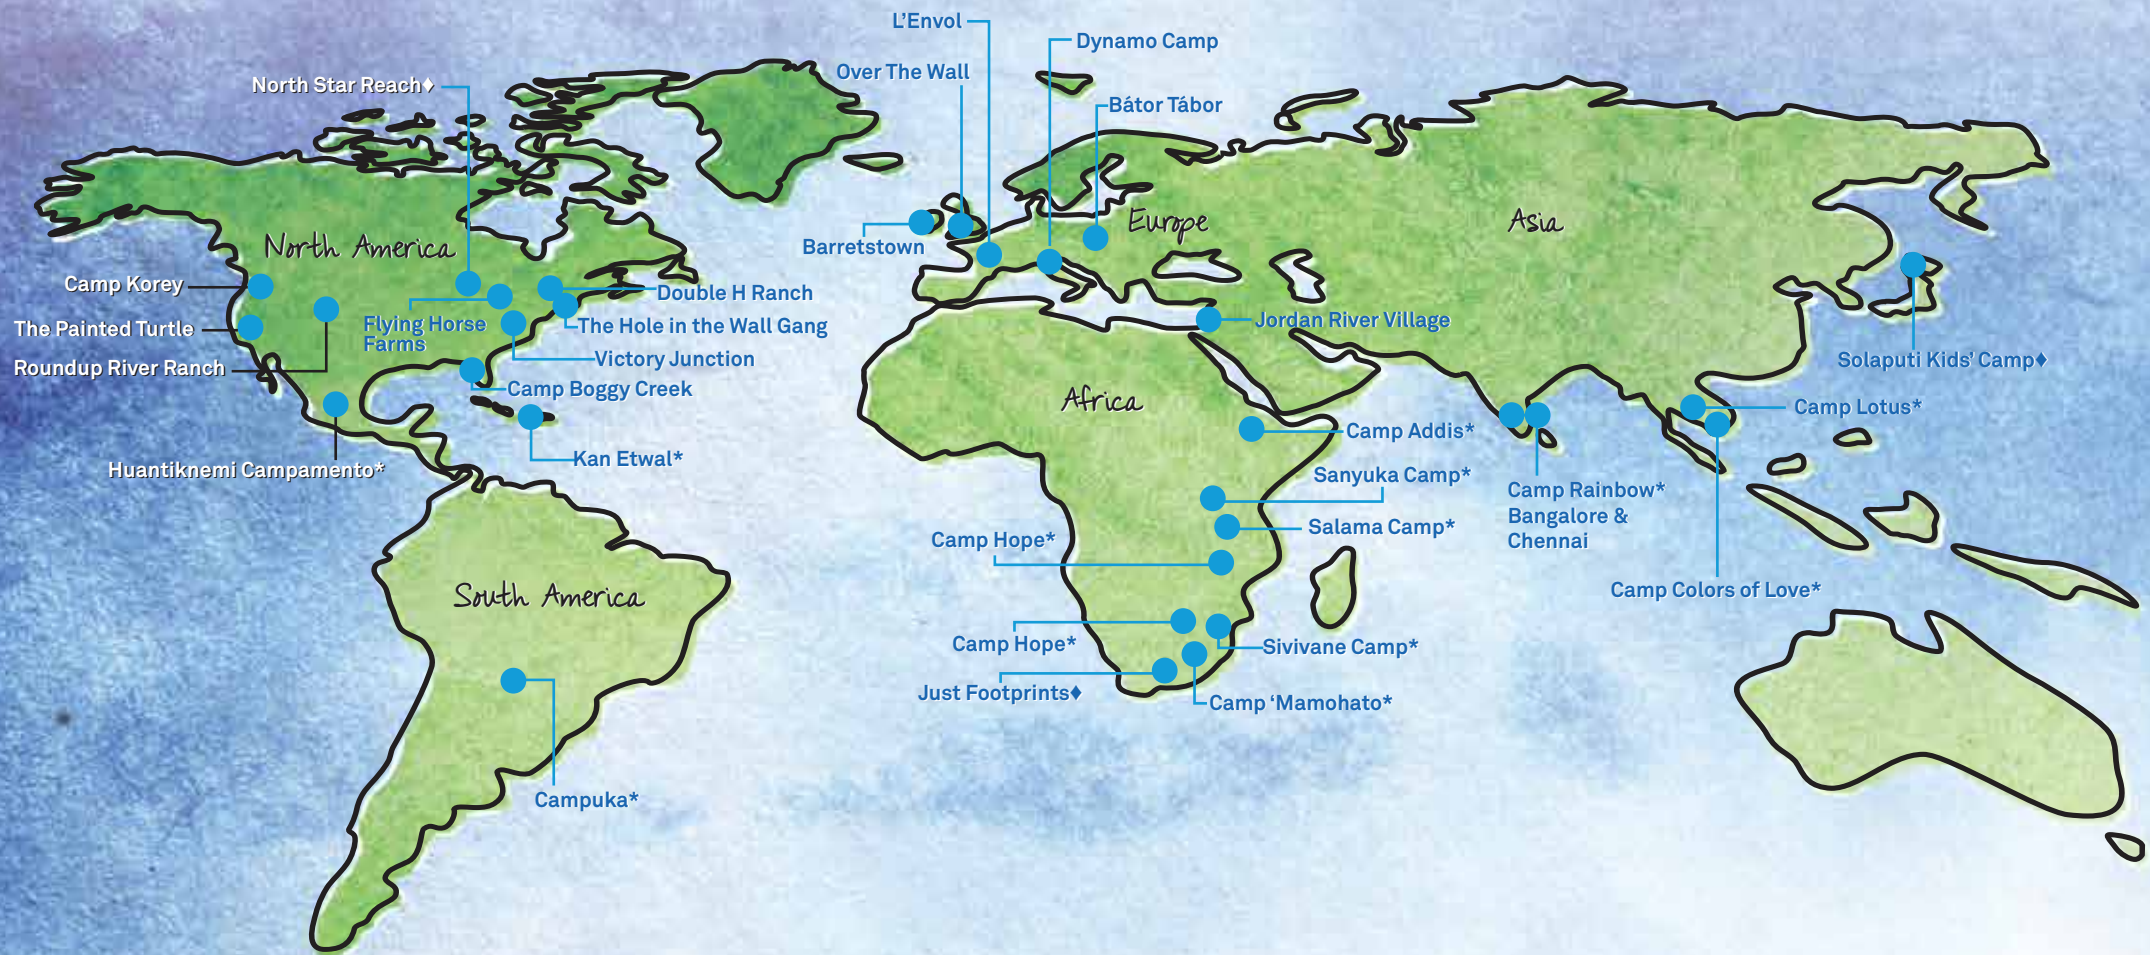 L'Envol
Dynamo Camp
Over The Wall
North Star Reach♦
Bátor Tábor
North America
Europe
Asia
Barretstown
Camp Korey
Double H Ranch
The Painted Turtle
Flying Horse
Farms
The Hole in the Wall Gang
Jordan River Village
Victory Junction
Solaputi Kids' Camp♦
Roundup River Ranch
Camp Boggy Creek
Africa
Camp Lotus*
Camp Addis*
Huantiknemi Campamento*
Kan Etwal*
Sanyuka Camp*
Camp Rainbow*
Bangalore &
Chennai
Salama Camp*
Camp Hope*
South America
Camp Colors of Love*
Camp Hope*
Sivivane Camp*
Just Footprints♦
Camp ‘Mamohato*
Campuka*